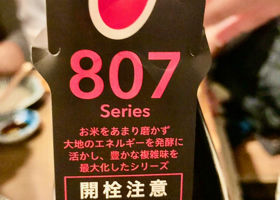 807
Series
お米をあまり磨かず
大地のエネルギーを発酵に
活かし、豊かな複雑味を
最大化したシリーズ
開栓注意